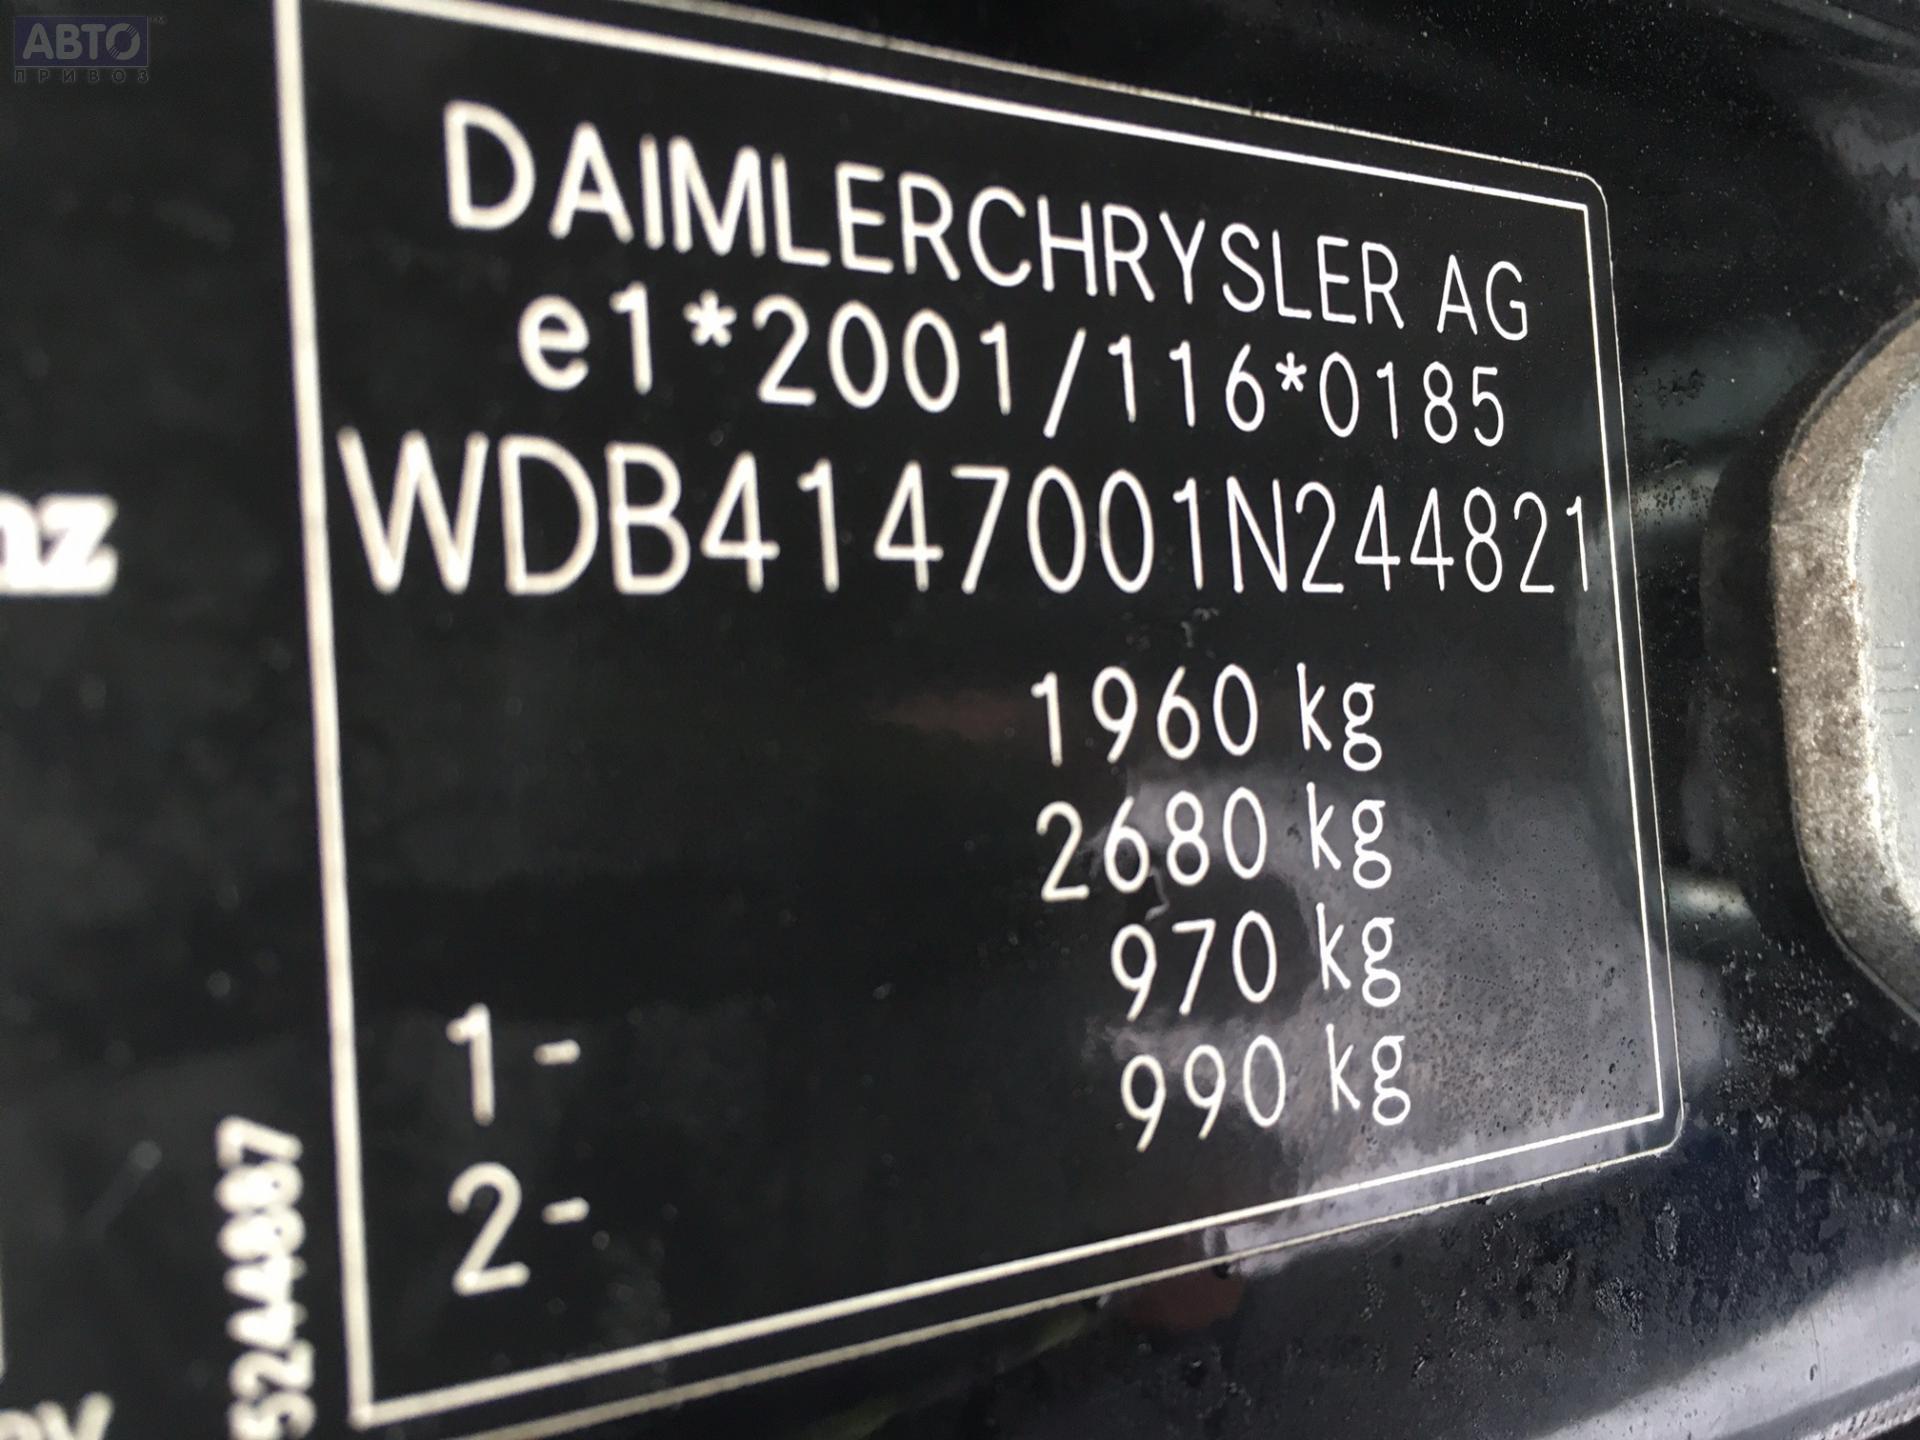 АВТО
ПРИВОЗ
DAIMLERCHRYSLER AG
e1*2001/116*0185
WDB4147001N244821
1960 kg
2680 kg
1- 970 kg
2- 990 kg
nz